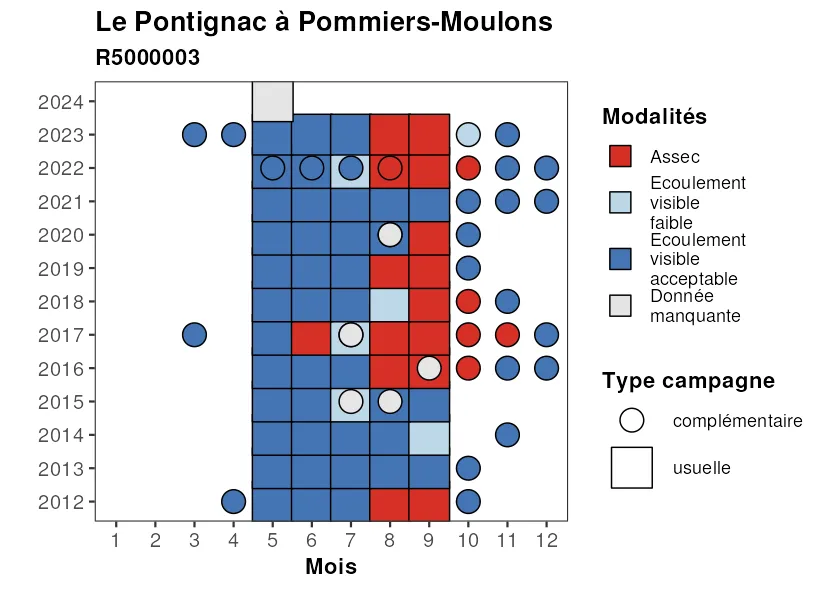 Le Pontignac à Pommiers-Moulons
R5000003
2024
2023
2022
2021
2020
2019
2018
2017
2016
2015
2014
2013
2012
1 2 3 4 5 6 7 8 9 10 11 12
Mois
Modalités
Assec
Ecoulement
visible
faible
Ecoulement
visible
acceptable
Donnée
manquante
Type campagne
complémentaire
usuelle